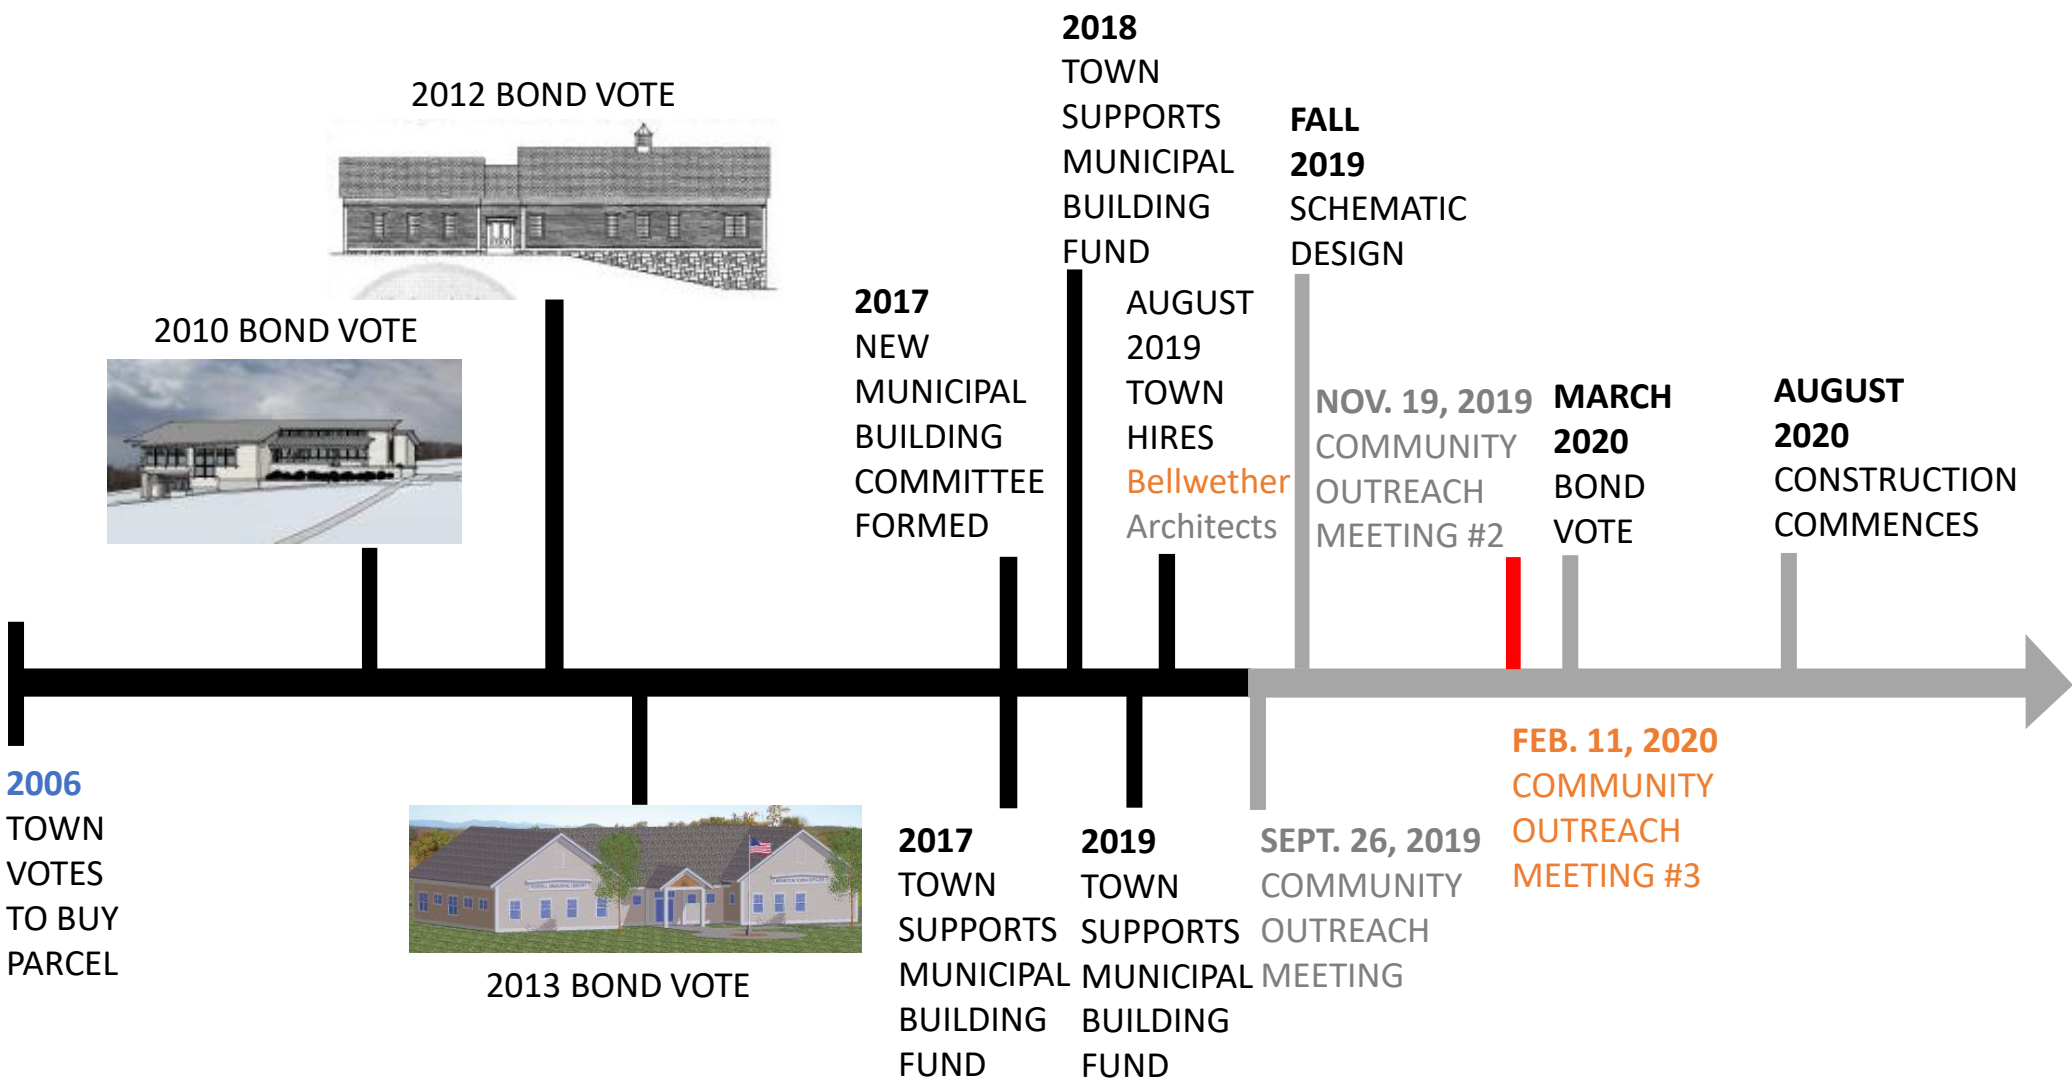 2018
TOWN
SUPPORTS
MUNICIPAL
BUILDING
FUND
2012 BOND VOTE
FALL
2019
SCHEMATIC
DESIGN
2010 BOND VOTE
2017
NEW
MUNICIPAL
BUILDING
COMMITTEE
FORMED
AUGUST
2019
TOWN
HIRES
Bellwether
Architects
NOV. 19, 2019
COMMUNITY
OUTREACH
MEETING #2
MARCH
2020
BOND
VOTE
AUGUST
2020
CONSTRUCTION
COMMENCES
2006
TOWN
VOTES
TO BUY
PARCEL
2013 BOND VOTE
2017
TOWN
SUPPORTS
MUNICIPAL
BUILDING
FUND
2019
TOWN
SUPPORTS
MUNICIPAL
BUILDING
FUND
SEPT. 26, 2019
COMMUNITY
OUTREACH
MEETING
FEB. 11, 2020
COMMUNITY
OUTREACH
MEETING #3